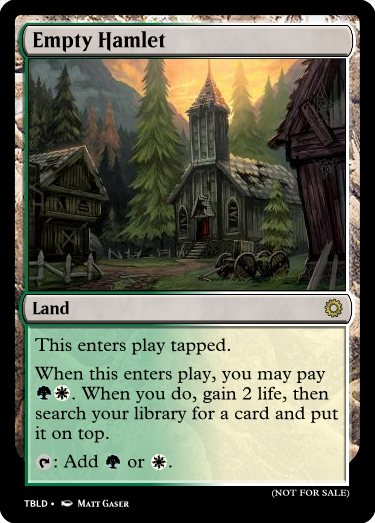 Empty Hamlet
Land
This enters play tapped.
When this enters play, you may pay
. When you do, gain 2 life, then
search your library for a card and put
it on top.
: Add or .
(NOT FOR SALE)
TBLD • MATT GASER